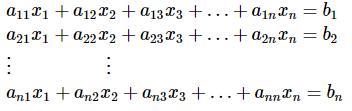 a₁₁x₁ + a₁₂x₂ + a₁₃x₃ + … + a₁ₙxₙ = b₁
a₂₁x₁ + a₂₂x₂ + a₂₃x₃ + … + a₂ₙxₙ = b₂
⋮ ⋮
aₙ₁x₁ + aₙ₂x₂ + aₙ₃x₃ + … + aₙₙxₙ = bₙ